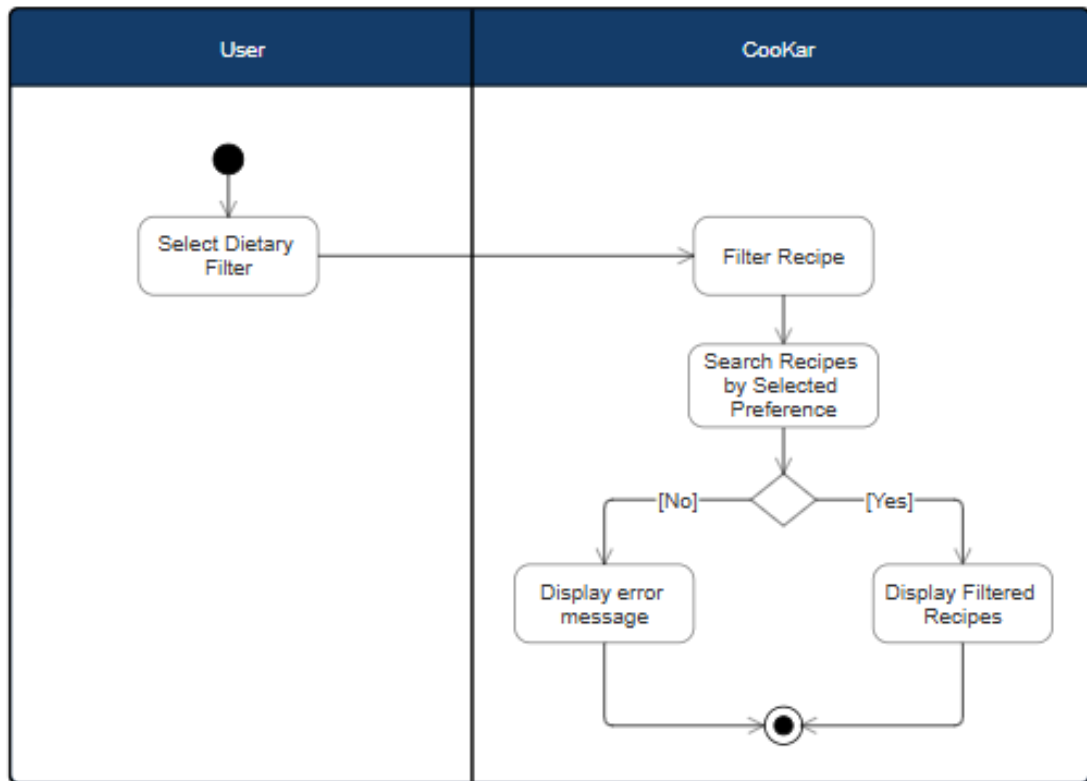 User
CooKar
Select Dietary
Filter
Filter Recipe
Search Recipes
by Selected
Preference
[No]
[Yes]
Display error
message
Display Filtered
Recipes